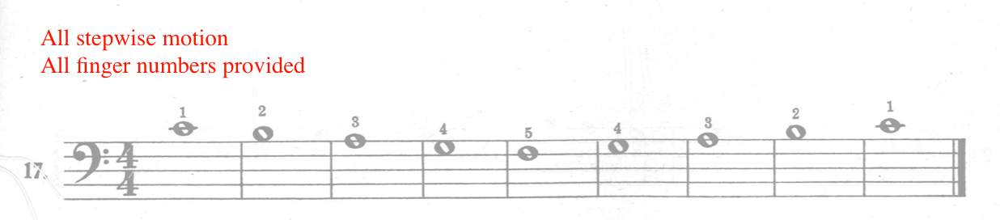 All stepwise motion
All finger numbers provided
1 2 3 4 5 4 3 2 1
17.
4
4